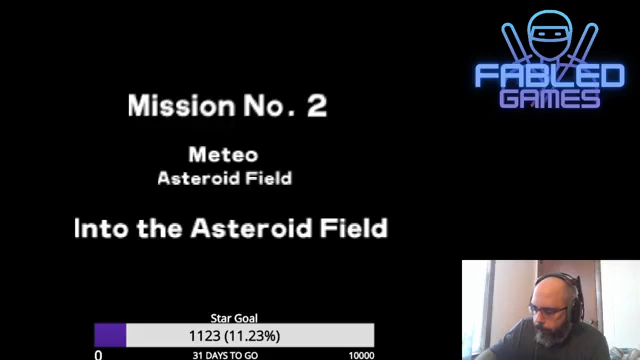 FABLED
GAMES
Mission No. 2
Meteo
Asteroid Field
Into the Asteroid Field
Star Goal
1123 (11.23%)
0 31 DAYS TO GO 10000